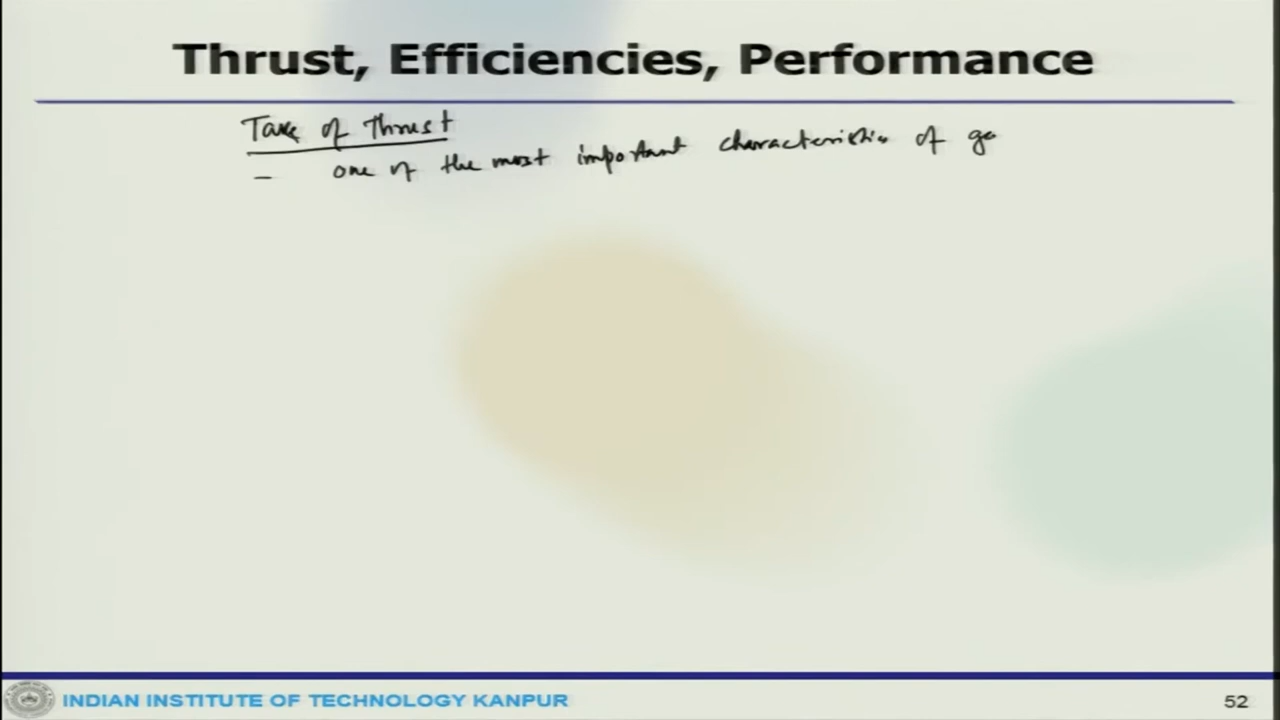 Thrust, Efficiencies, Performance
Take of Thrust
– one of the most important characteristics of ga
INDIAN INSTITUTE OF TECHNOLOGY KANPUR
52